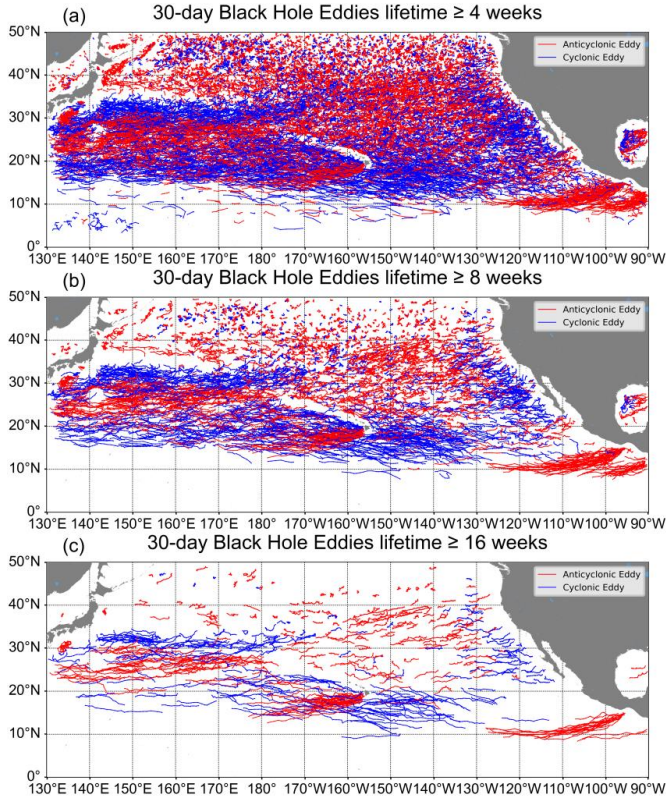 (a) 30-day Black Hole Eddies lifetime ≥ 4 weeks
50°N
Anticyclonic Eddy
Cyclonic Eddy
40°N
30°N
20°N
10°N
0°
130°E 140° 150° 160° 170° 180° 170° 160° 150° 140° 130° 120° 110° 100°W 90°W
(b) 30-day Black Hole Eddies lifetime ≥ 8 weeks
50°N
Anticyclonic Eddy
Cyclonic Eddy
40°N
30°N
20°N
10°N
0°
130°E 140° 150° 160° 170° 180° 170° 160° 150° 140° 130° 120° 110° 100°W 90°W
(c) 30-day Black Hole Eddies lifetime ≥ 16 weeks
50°N
Anticyclonic Eddy
Cyclonic Eddy
40°N
30°N
20°N
10°N
0°
130°E 140° 150° 160° 170° 180° 170° 160° 150° 140° 130° 120° 110° 100°W 90°W